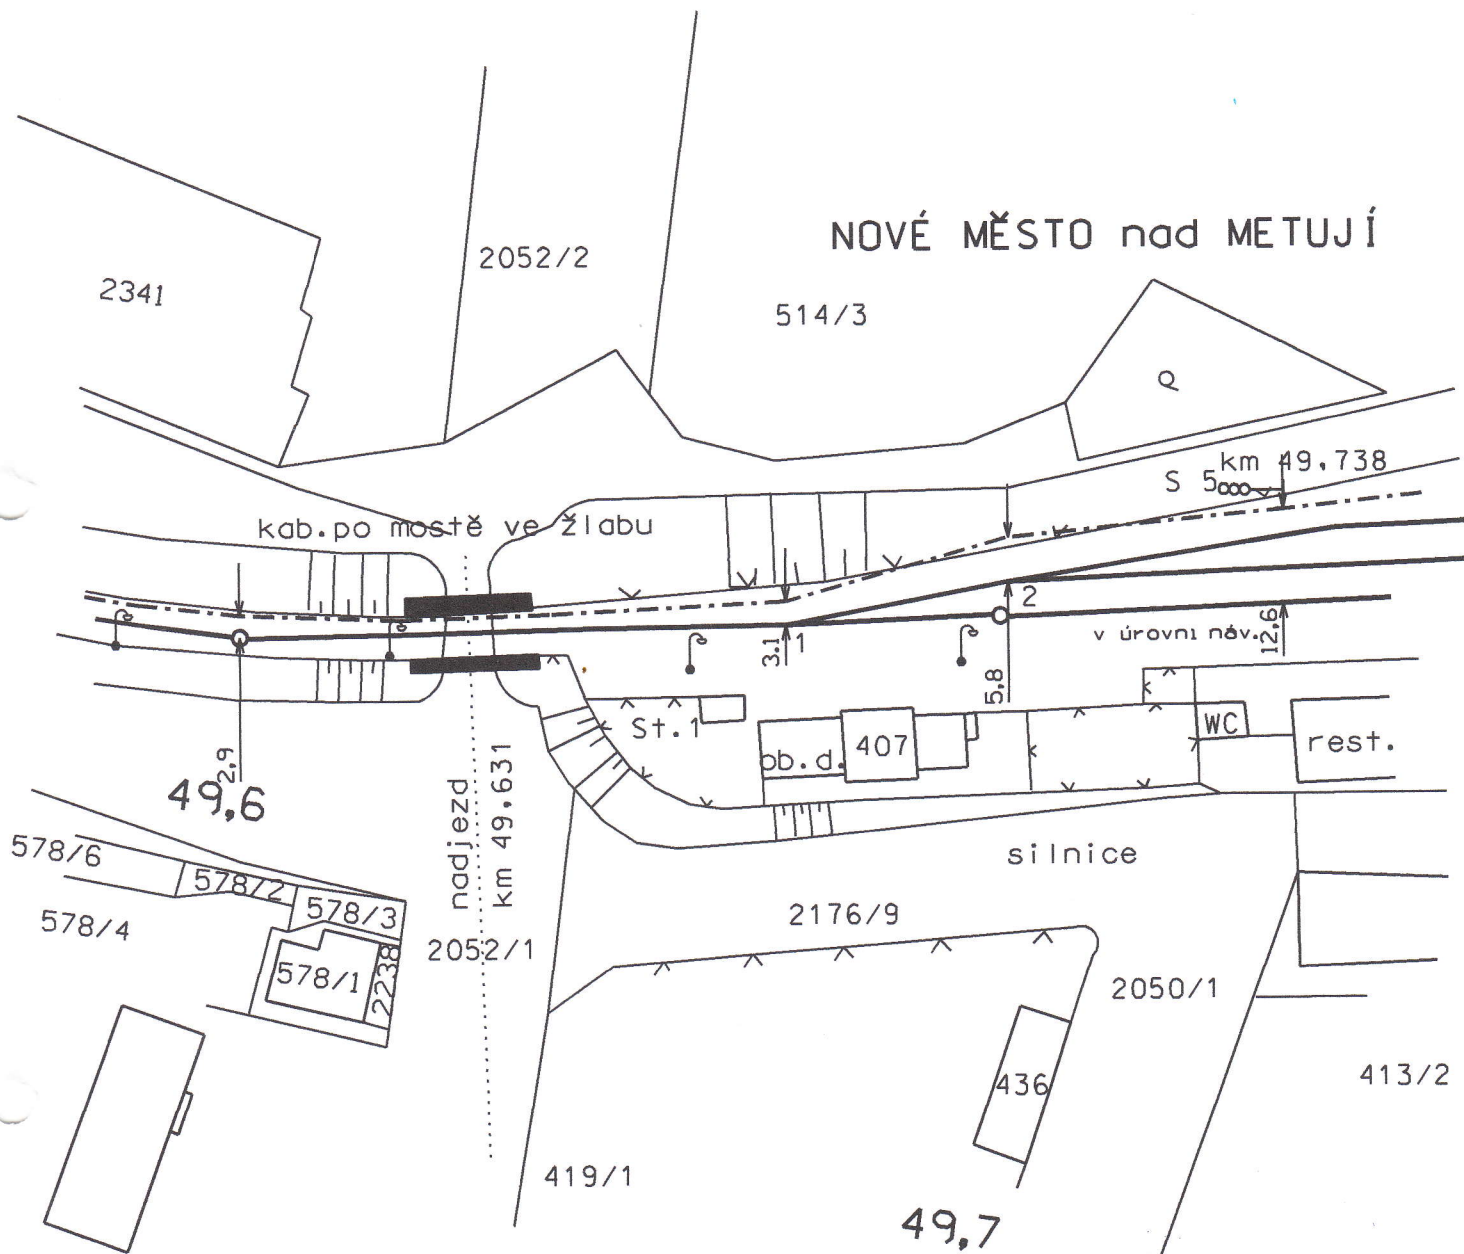 NOVÉ MĚSTO nad METUJÍ
2052/2
2341
514/3
km 49.738
S 5
kab.po mostě ve žlabu
1
2
3.1
5,8
12,6
v úrovni náv.
St.1
ob.d.
407
WC
rest.
2,9
49,6
nadjezd
km 49.631
silnice
578/6
578/2
578/3
578/4
2176/9
2052/1
578/1
2238
2050/1
436
413/2
419/1
49,7